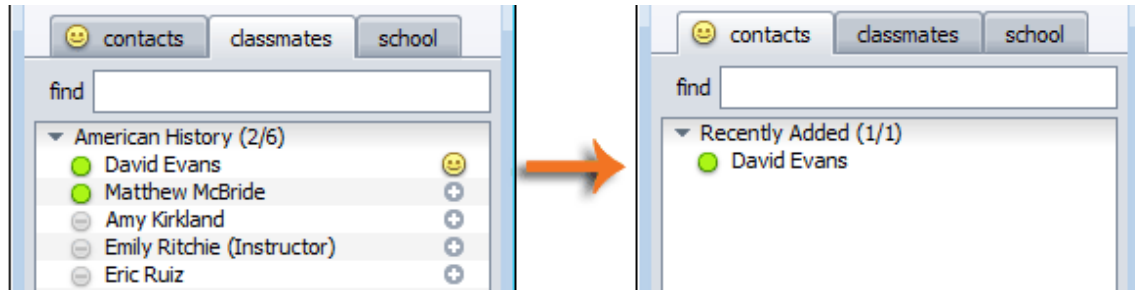 contacts classmates school
find
American History (2/6)
David Evans
Matthew McBride
Amy Kirkland
Emily Ritchie (Instructor)
Eric Ruiz
contacts classmates school
find
Recently Added (1/1)
David Evans